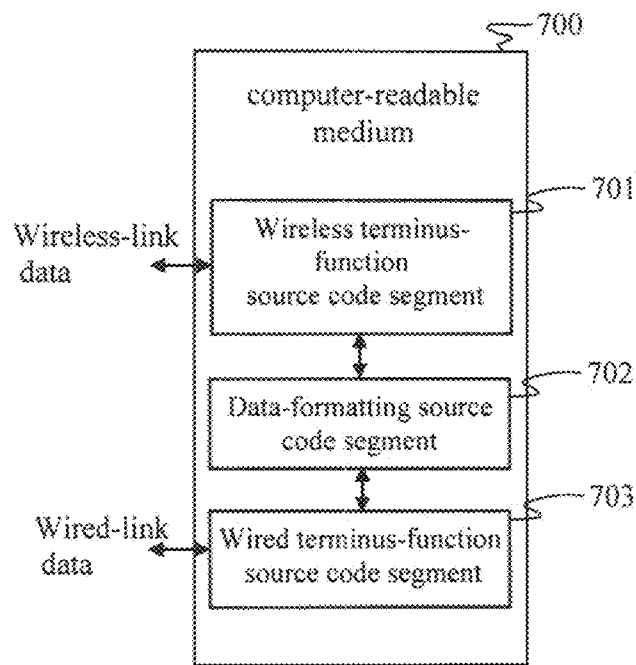 700
computer-readable
medium
701
Wireless-link
data
Wireless terminus-
function
source code segment
702
Data-formatting source
code segment
703
Wired-link
data
Wired terminus-function
source code segment